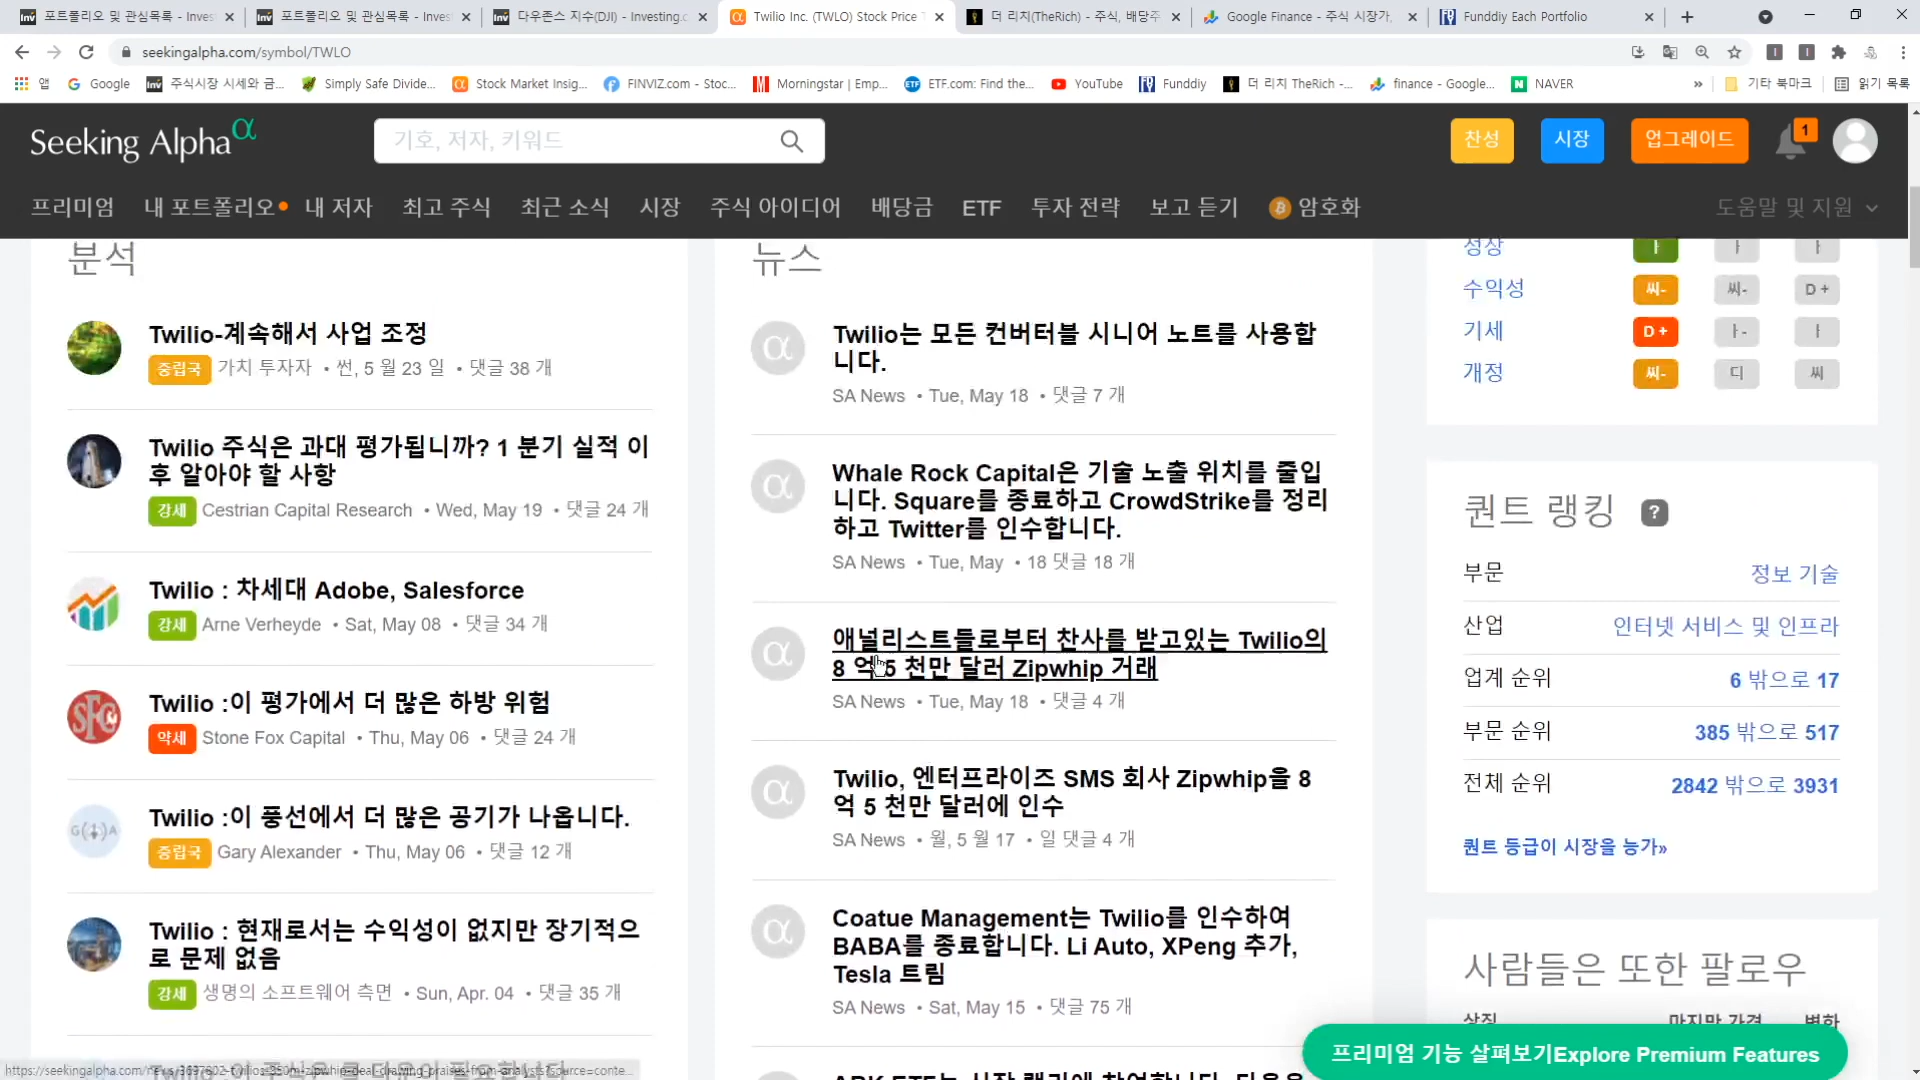 포트폴리오 및 관심목록 - Inves
포트폴리오 및 관심목록 - Inves
다우존스 지수(DJI) - Investing.c
Twilio Inc. (TWLO) Stock Price T
더 리치(TheRich) - 주식, 배당주
Google Finance - 주식 시장가,
Funddiy Each Portfolio
seekingalpha.com/symbol/TWLO
앱
Google
주식시장 시세와 금...
Simply Safe Divide...
Stock Market Insig...
FINVIZ.com - Stoc...
Morningstar | Emp...
ETF.com: Find the...
YouTube
Funddiy
더 리치 TheRich -...
finance - Google...
NAVER
»
기타 북마크
읽기 목록
Seeking Alpha α
기호, 저자, 키워드
찬성
시장
업그레이드
1
프리미엄
내 포트폴리오
내 저자
최고 주식
최근 소식
시장
주식 아이디어
배당금
ETF
투자 전략
보고 듣기
암호화
도움말 및 지원
분석
Twilio-계속해서 사업 조정
중립국 가치 투자자 • 썬, 5 월 23 일 • 댓글 38 개
Twilio 주식은 과대 평가됩니까? 1 분기 실적 이
후 알아야 할 사항
강세 Cestrian Capital Research • Wed, May 19 • 댓글 24 개
Twilio : 차세대 Adobe, Salesforce
강세 Arne Verheyde • Sat, May 08 • 댓글 34 개
Twilio :이 평가에서 더 많은 하방 위험
약세 Stone Fox Capital • Thu, May 06 • 댓글 24 개
Twilio :이 풍선에서 더 많은 공기가 나옵니다.
중립국 Gary Alexander • Thu, May 06 • 댓글 12 개
Twilio : 현재로서는 수익성이 없지만 장기적으
로 문제 없음
강세 생명의 소프트웨어 측면 • Sun, Apr. 04 • 댓글 35 개
뉴스
Twilio는 모든 컨버터블 시니어 노트를 사용합
니다.
SA News • Tue, May 18 • 댓글 7 개
Whale Rock Capital은 기술 노출 위치를 줄입
니다. Square를 종료하고 CrowdStrike를 정리
하고 Twitter를 인수합니다.
SA News • Tue, May • 18 댓글 18 개
애널리스트들로부터 찬사를 받고있는 Twilio의
8 억 5 천만 달러 Zipwhip 거래
SA News • Tue, May 18 • 댓글 4 개
Twilio, 엔터프라이즈 SMS 회사 Zipwhip을 8
억 5 천만 달러에 인수
SA News • 월, 5 월 17 • 일 댓글 4 개
Coatue Management는 Twilio를 인수하여
BABA를 종료합니다. Li Auto, XPeng 추가,
Tesla 트림
SA News • Sat, May 15 • 댓글 75 개
성장
수익성 씨- 씨- D +
기세 D + ㅏ- ㅏ
개정 씨- 디 씨
퀀트 랭킹 ?
부문 정보 기술
산업 인터넷 서비스 및 인프라
업계 순위 6 밖으로 17
부문 순위 385 밖으로 517
전체 순위 2842 밖으로 3931
퀀트 등급이 시장을 능가»
사람들은 또한 팔로우
마지막 가격
변화
프리미엄 기능 살펴보기Explore Premium Features